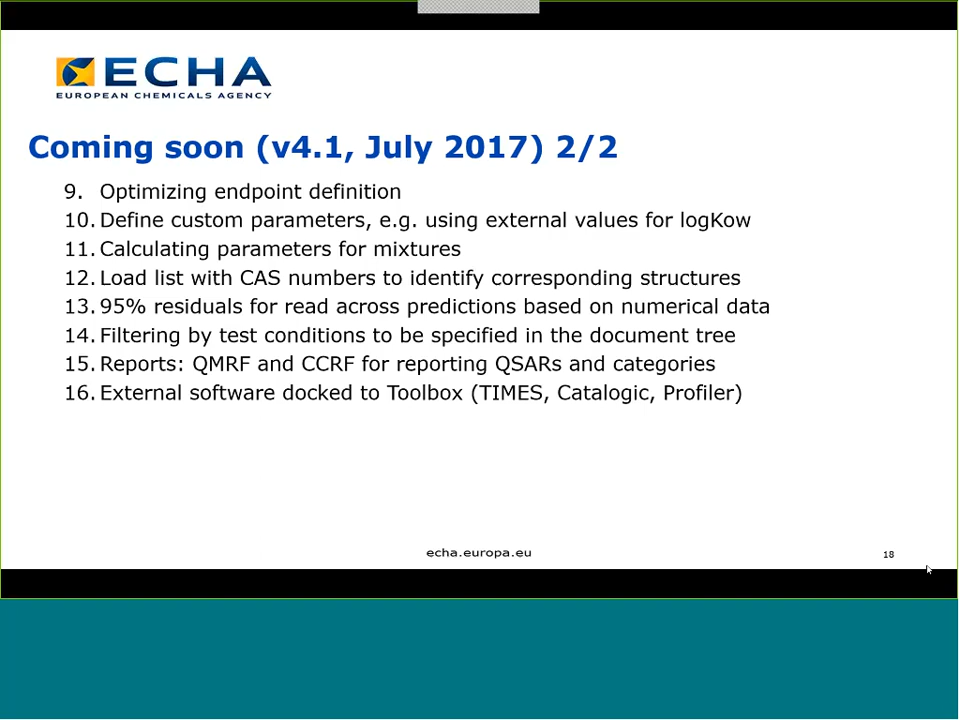 ECHA
EUROPEAN CHEMICALS AGENCY
Coming soon (v4.1, July 2017) 2/2
9. Optimizing endpoint definition
10. Define custom parameters, e.g. using external values for logKow
11. Calculating parameters for mixtures
12. Load list with CAS numbers to identify corresponding structures
13. 95% residuals for read across predictions based on numerical data
14. Filtering by test conditions to be specified in the document tree
15. Reports: QMRF and CCRF for reporting QSARs and categories
16. External software docked to Toolbox (TIMES, Catalogic, Profiler)
echa.europa.eu
18